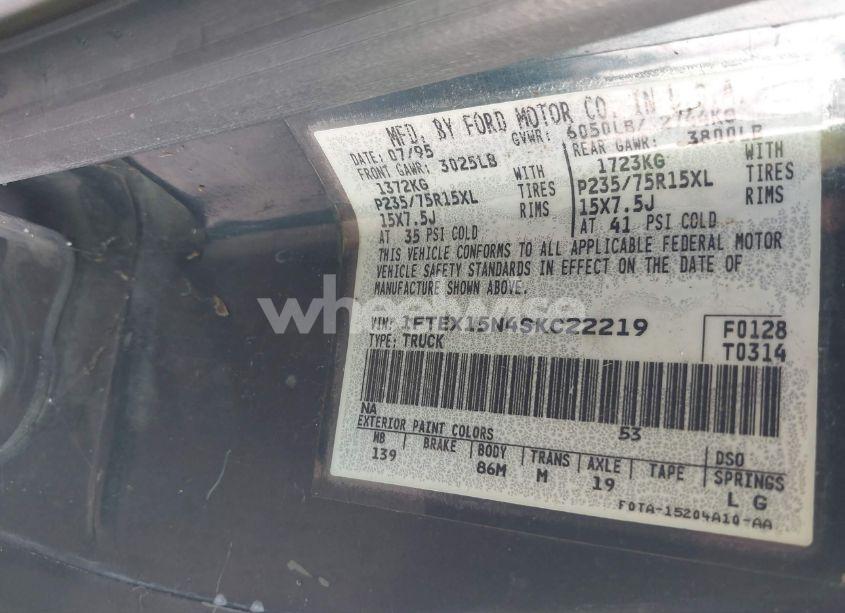 MFD. BY FORD MOTOR CO. IN U.S.A.
DATE: 07/95 GVWR: 6050LB/ 2744KG
FRONT GAWR: 3025LB REAR GAWR: 3800LB
1372KG WITH 1723KG WITH
P235/75R15XL TIRES P235/75R15XL TIRES
15X7.5J RIMS 15X7.5J RIMS
AT 35 PSI COLD AT 41 PSI COLD
THIS VEHICLE CONFORMS TO ALL APPLICABLE FEDERAL MOTOR
VEHICLE SAFETY STANDARDS IN EFFECT ON THE DATE OF
MANUFACTURE SHOWN ABOVE.
VIN: 1FTEX15N4SKC22219 F0128
TYPE: TRUCK T0314
NA
EXTERIOR PAINT COLORS 53 DSO
WB BRAKE BODY TRANS AXLE TAPE SPRINGS
139 86M M 19 L G
F0TA-15204A10-AA